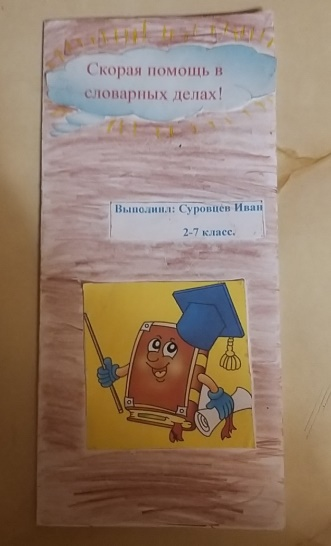 Скорая помощь в
словарных делах!
Выполнил: Суровцев Иван
2-7 класс.